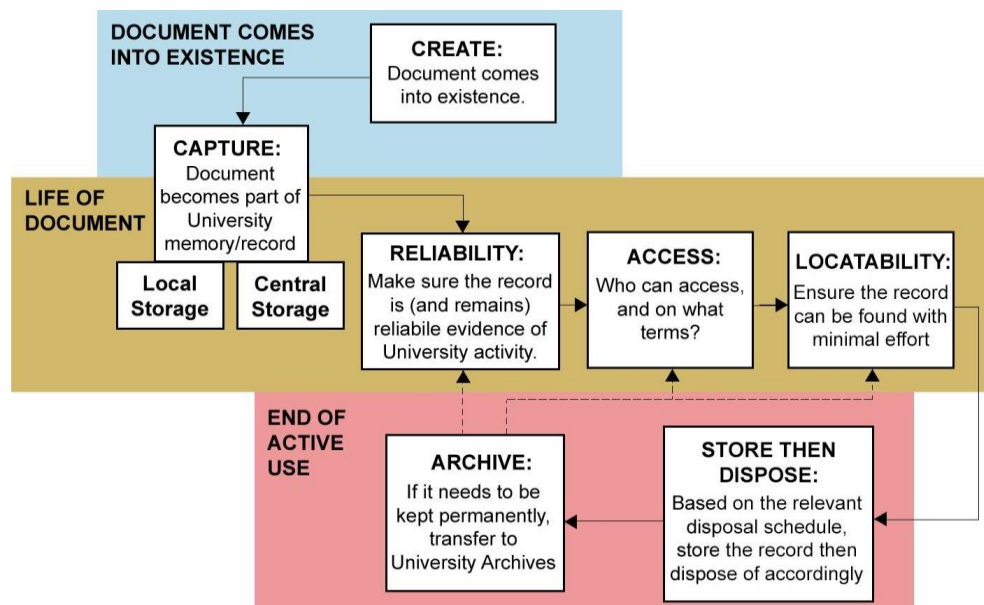 DOCUMENT COMES
INTO EXISTENCE
CREATE:
Document comes
into existence.
CAPTURE:
Document
becomes part of
University
memory/record
Local
Storage
Central
Storage
LIFE OF
DOCUMENT
RELIABILITY:
Make sure the record
is (and remains)
reliabile evidence of
University activity.
ACCESS:
Who can access,
and on what
terms?
LOCATABILITY:
Ensure the record
can be found with
minimal effort
END OF
ACTIVE
USE
ARCHIVE:
If it needs to be
kept permanently,
transfer to
University Archives
STORE THEN
DISPOSE:
Based on the relevant
disposal schedule,
store the record then
dispose of accordingly